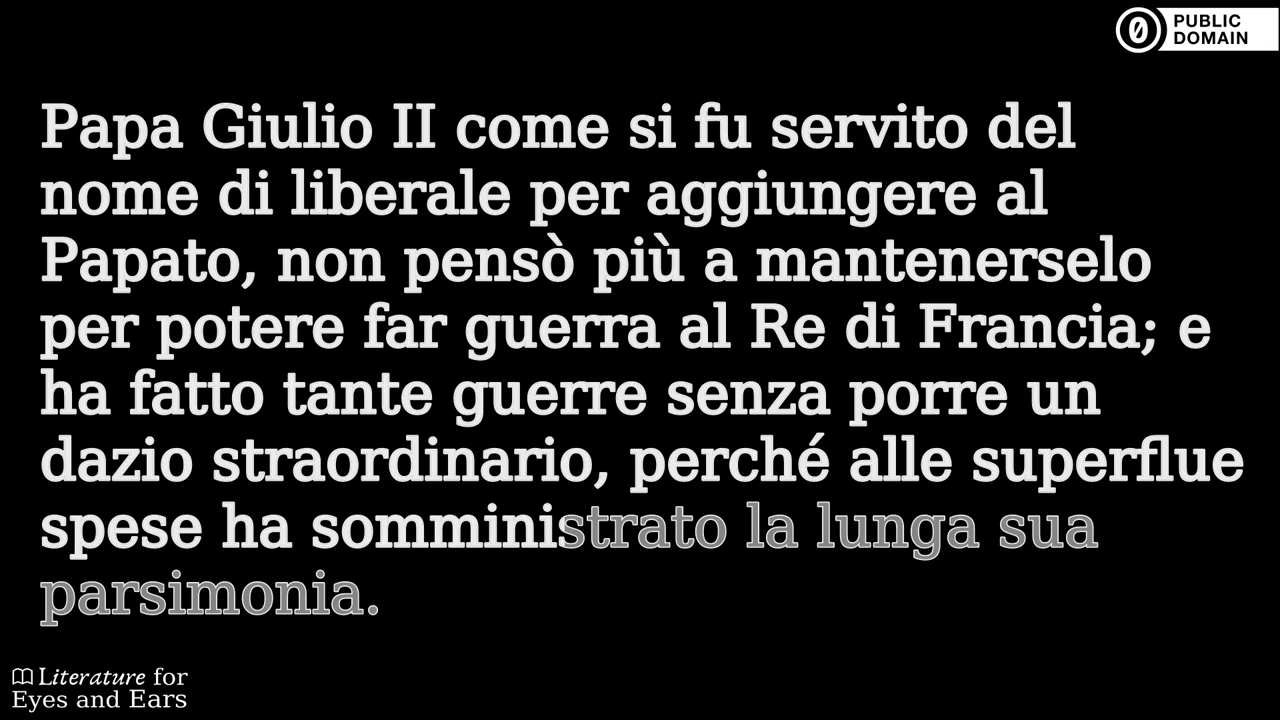 PUBLIC
DOMAIN
Papa Giulio II come si fu servito del
nome di liberale per aggiungere al
Papato, non pensò più a mantenerselo
per potere far guerra al Re di Francia; e
ha fatto tante guerre senza porre un
dazio straordinario, perché alle superflue
spese ha somministrato la lunga sua
parsimonia.
Literature for
Eyes and Ears